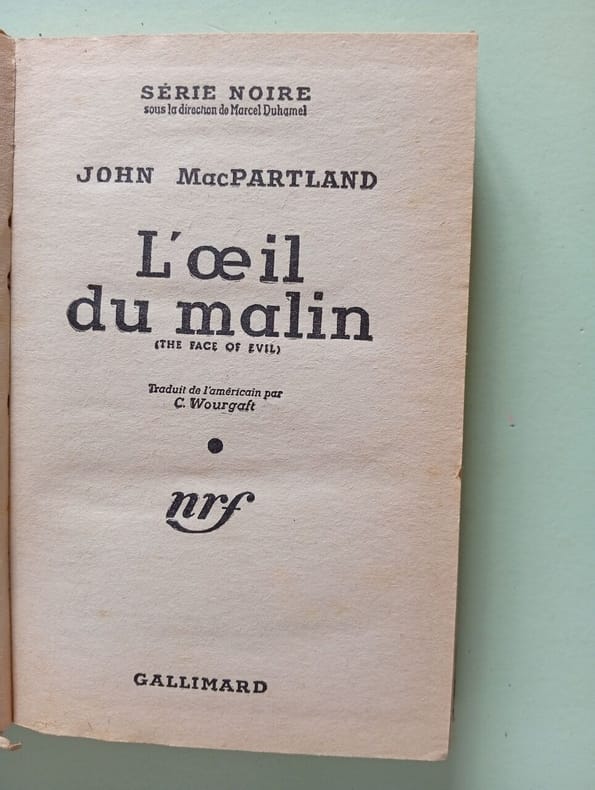 SÉRIE NOIRE
sous la direction de Marcel Duhamel
JOHN MacPARTLAND
L'œil
du malin
(THE FACE OF EVIL)
Traduit de l'américain par
C. Wourgaft
nrf
GALLIMARD